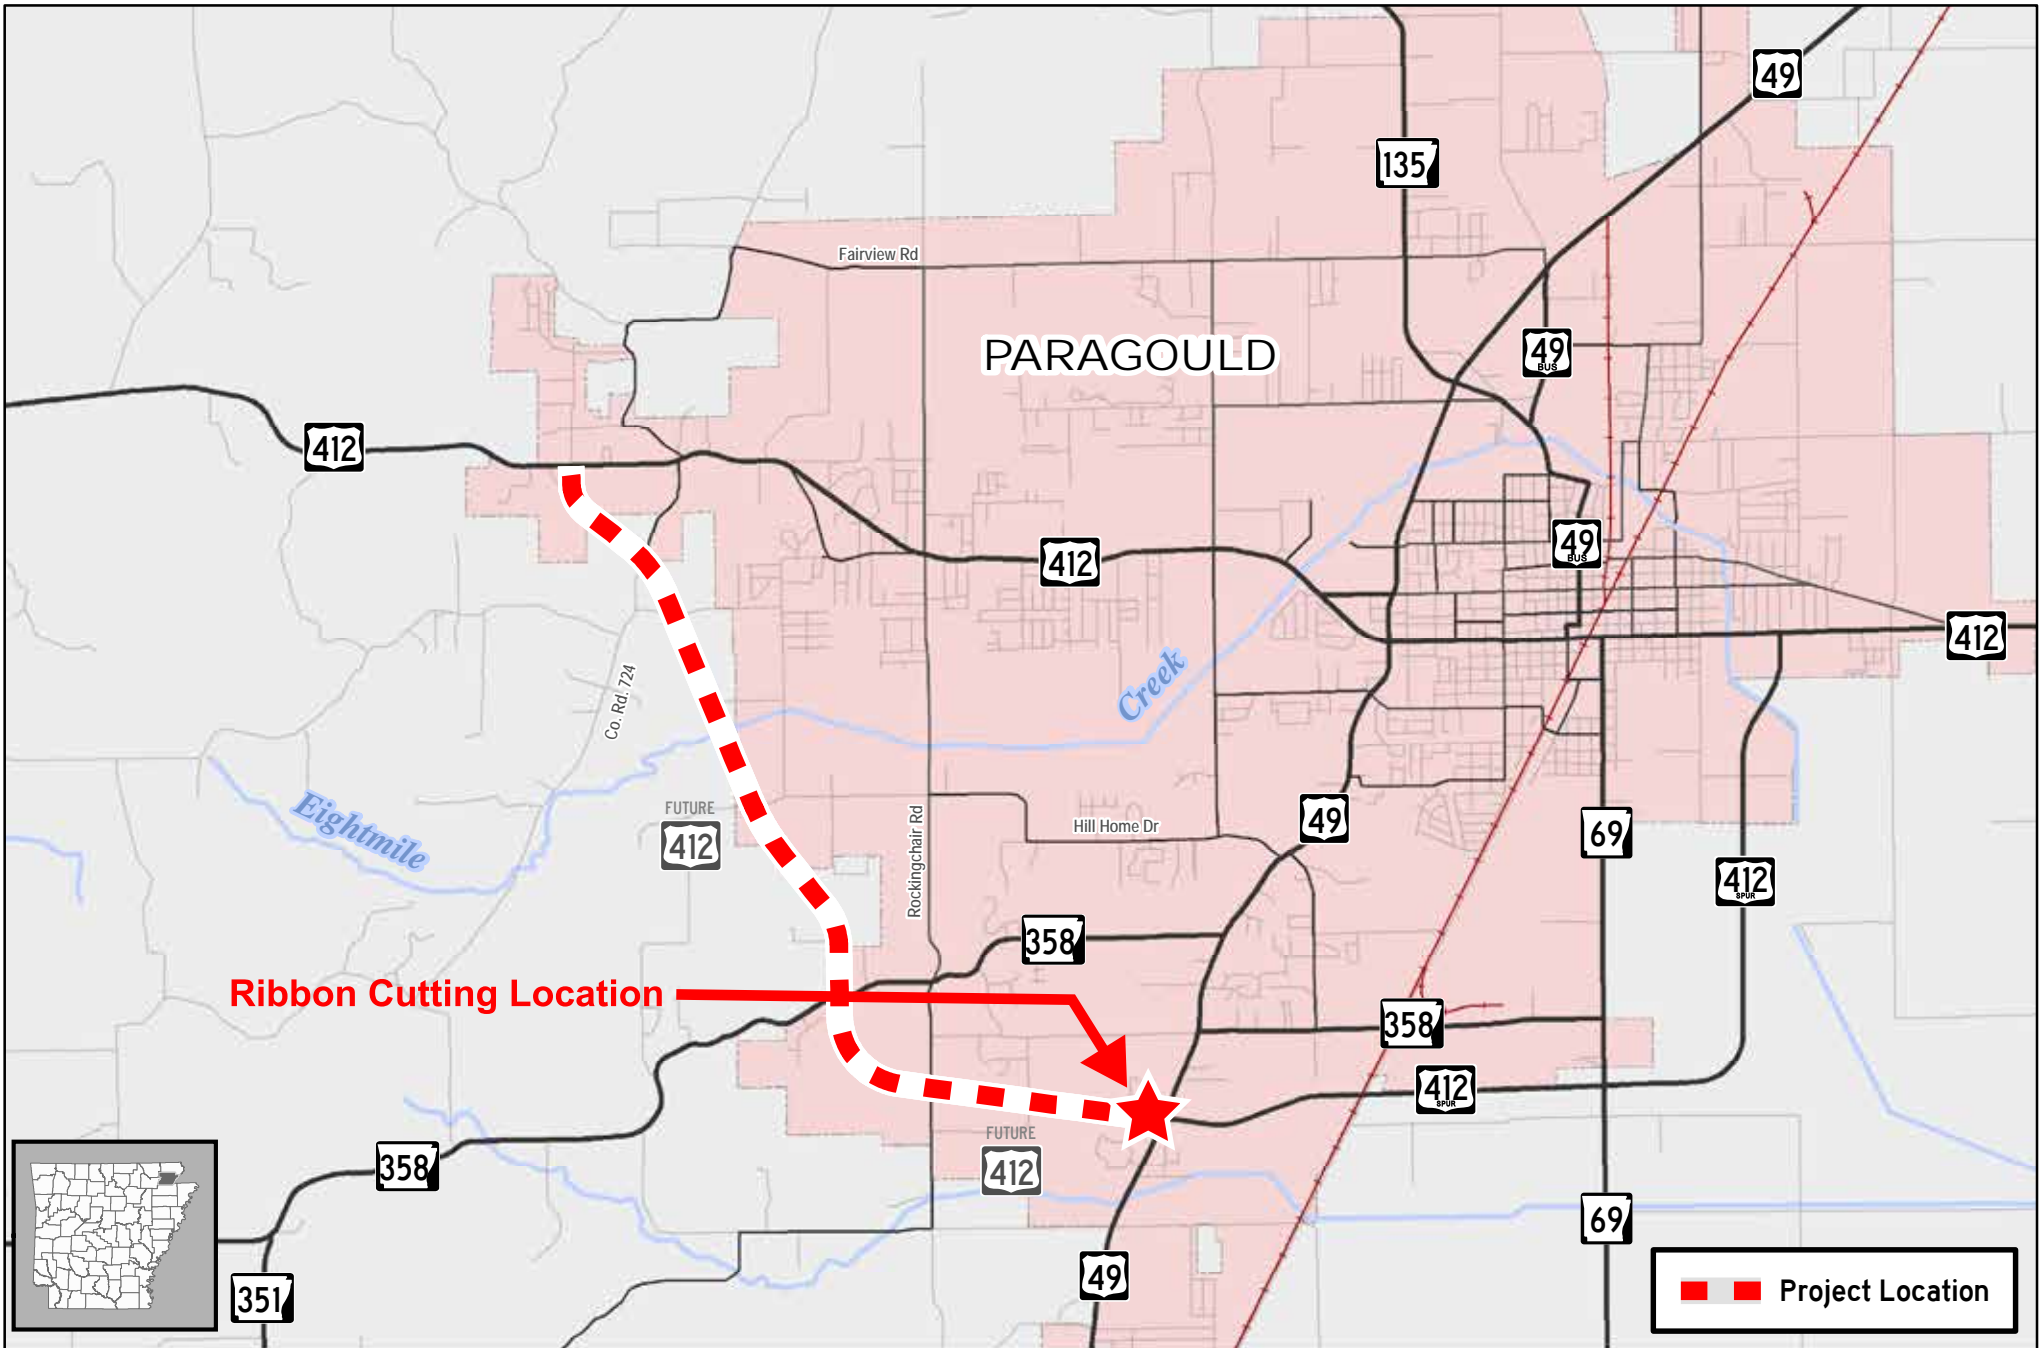 49
135
Fairview Rd
PARAGOULD
49
BUS
412
412
49
BUS
412
Creek
Co. Rd. 724
Eightmile
FUTURE
412
Rockingchair Rd
Hill Home Dr
49
69
412
SPUR
358
Ribbon Cutting Location
358
412
SPUR
FUTURE
412
358
69
49
351
Project Location